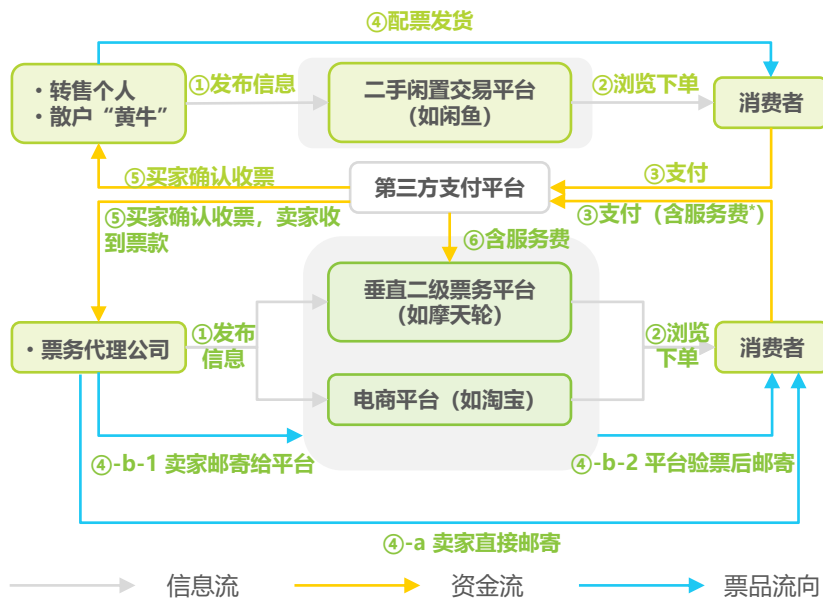 ④配票发货
・转售个人
・散户“黄牛”
①发布信息
二手闲置交易平台
（如闲鱼）
②浏览下单
消费者
⑤买家确认收票
第三方支付平台
③支付
⑤买家确认收票，卖家收
到票款
③支付（含服务费*）
⑥含服务费
垂直二级票务平台
（如摩天轮）
・票务代理公司
①发布
信息
②浏览
下单
消费者
电商平台（如淘宝）
④-b-1 卖家邮寄给平台
④-b-2 平台验票后邮寄
④-a 卖家直接邮寄
信息流
资金流
票品流向